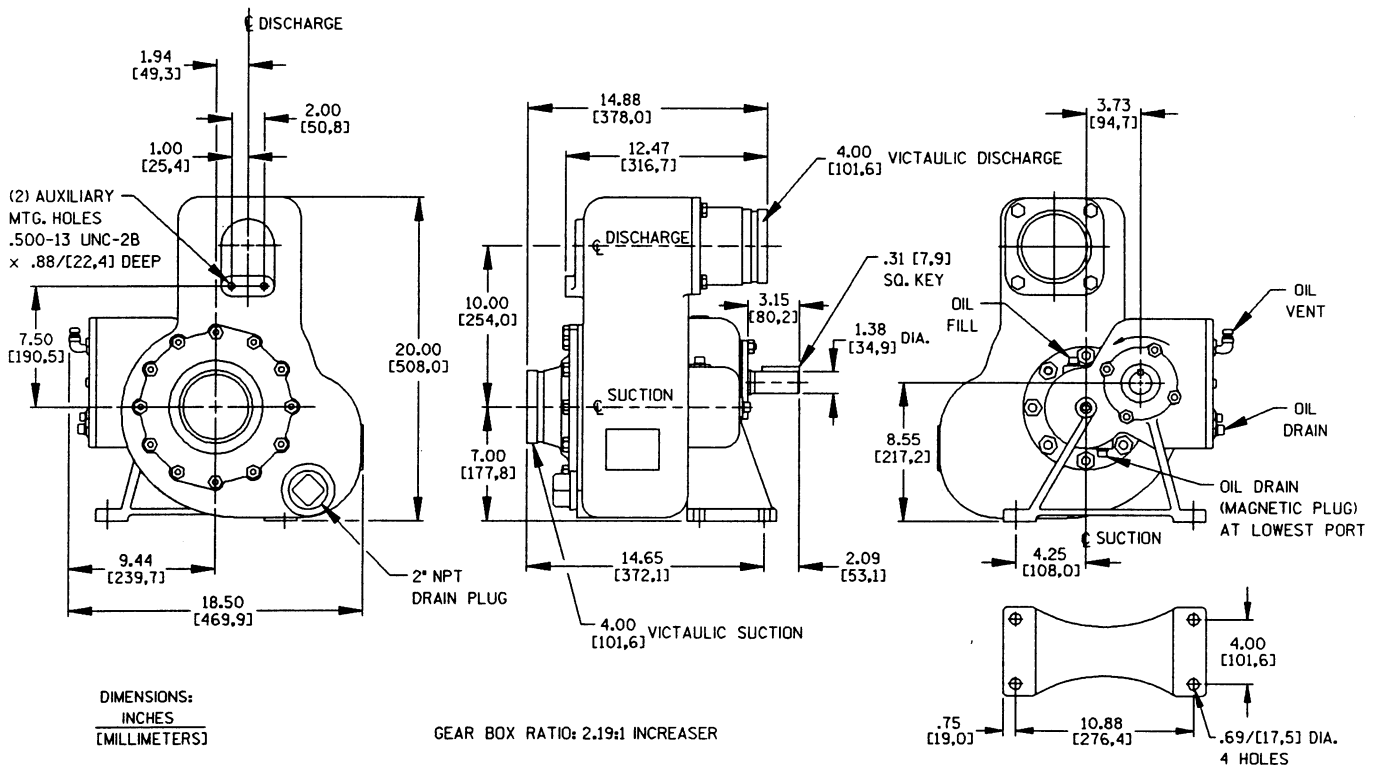 ℄ DISCHARGE
1.94
[49,3]
2.00
[50,8]
1.00
[25,4]
(2) AUXILIARY
MTG. HOLES
.500-13 UNC-2B
x .88/[22,4] DEEP
7.50
[190,5]
20.00
[508,0]
9.44
[239,7]
18.50
[469,9]
2" NPT
DRAIN PLUG
14.88
[378,0]
12.47
[316,7]
4.00
[101,6] VICTAULIC DISCHARGE
℄ DISCHARGE
.31 [7,9]
SQ. KEY
3.15
[80,2]
10.00
[254,0]
1.38
[34,9] DIA.
℄ SUCTION
7.00
[177,8]
14.65
[372,1]
2.09
[53,1]
4.00
[101,6] VICTAULIC SUCTION
3.73
[94,7]
OIL
FILL
OIL
VENT
8.55
[217,2]
OIL
DRAIN
OIL DRAIN
(MAGNETIC PLUG)
AT LOWEST PORT
℄ SUCTION
4.25
[108,0]
4.00
[101,6]
.75
[19,0]
10.88
[276,4]
.69/[17,5] DIA.
4 HOLES
DIMENSIONS:
INCHES
[MILLIMETERS]
GEAR BOX RATIO: 2.19:1 INCREASER